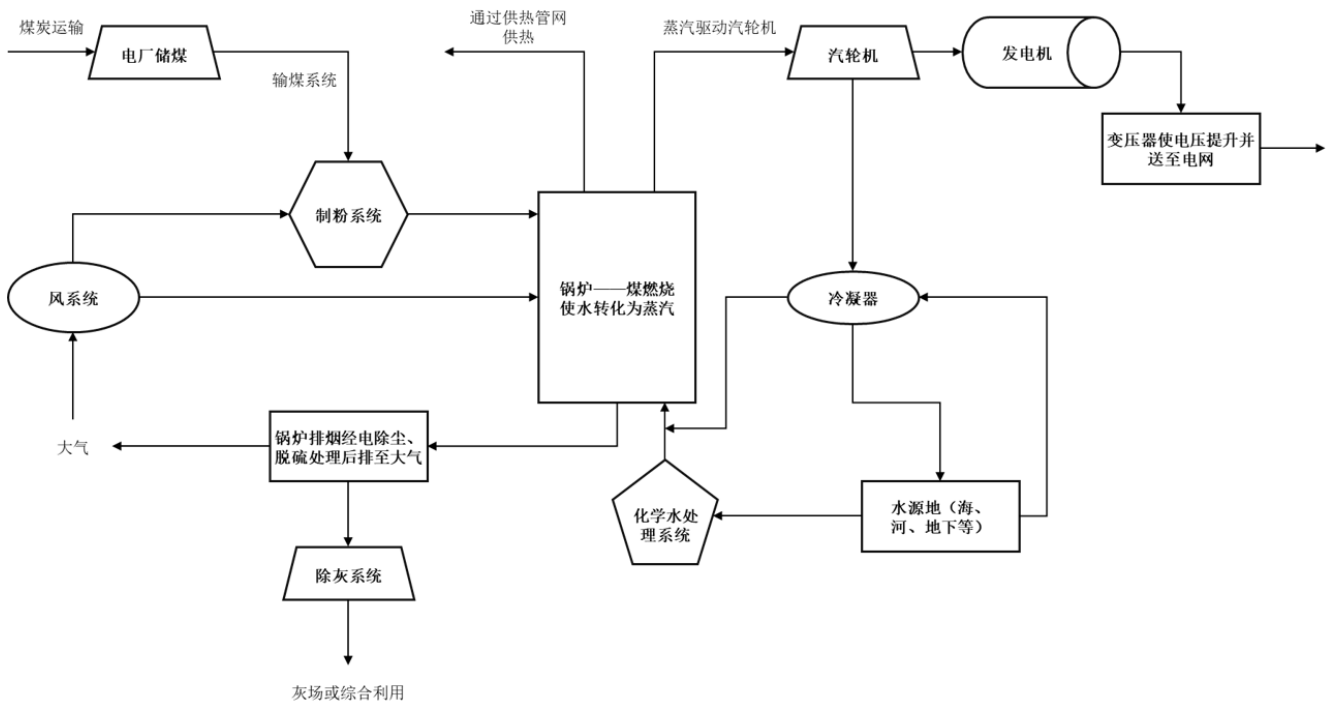 煤炭运输
电厂储煤
输煤系统
通过供热管网
供热
蒸汽驱动汽轮机
汽轮机
发电机
变压器使电压提升并
送至电网
制粉系统
风系统
锅炉——煤燃烧
使水转化为蒸汽
冷凝器
大气
锅炉排烟经电除尘、
脱硫处理后排至大气
化学水处
理系统
水源地（海、
河、地下等）
除灰系统
灰场或综合利用